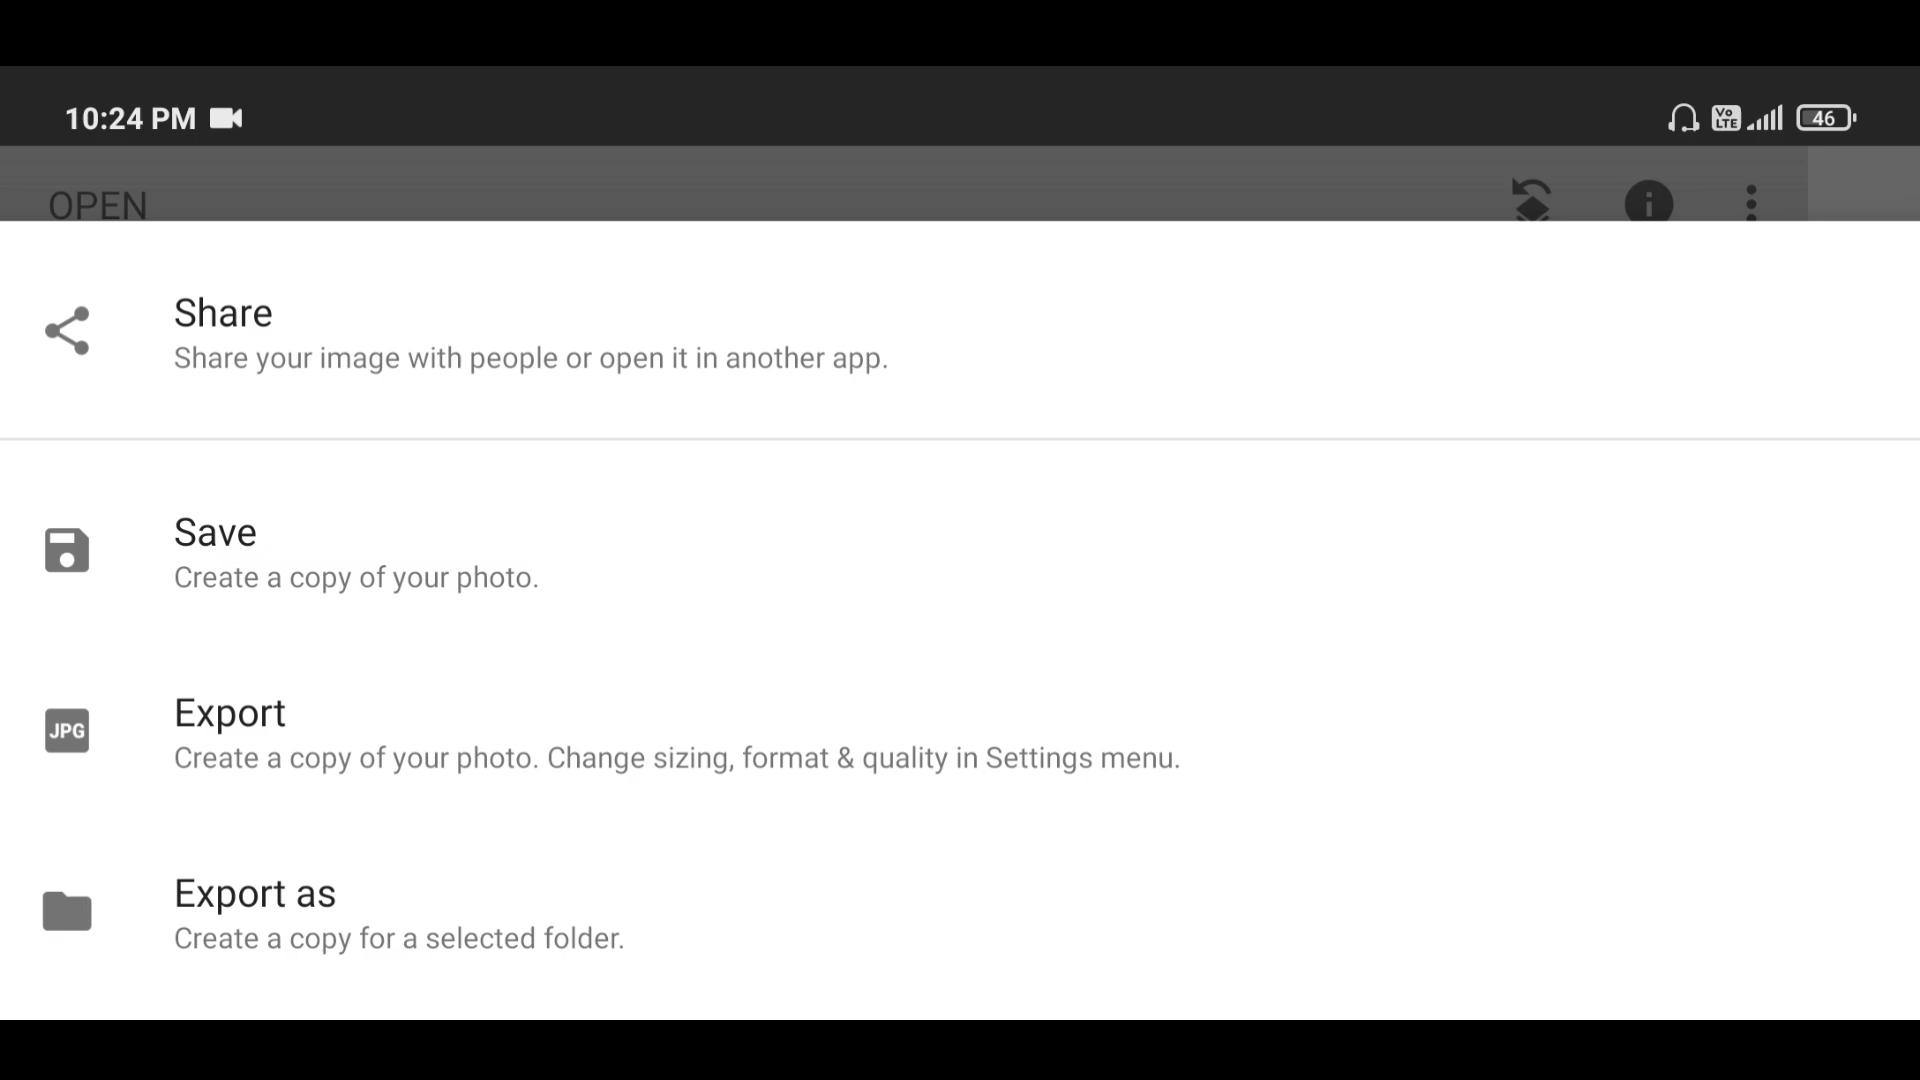 10:24 PM
Vo
LTE
46
OPEN
Share
Share your image with people or open it in another app.
Save
Create a copy of your photo.
JPG
Export
Create a copy of your photo. Change sizing, format & quality in Settings menu.
Export as
Create a copy for a selected folder.